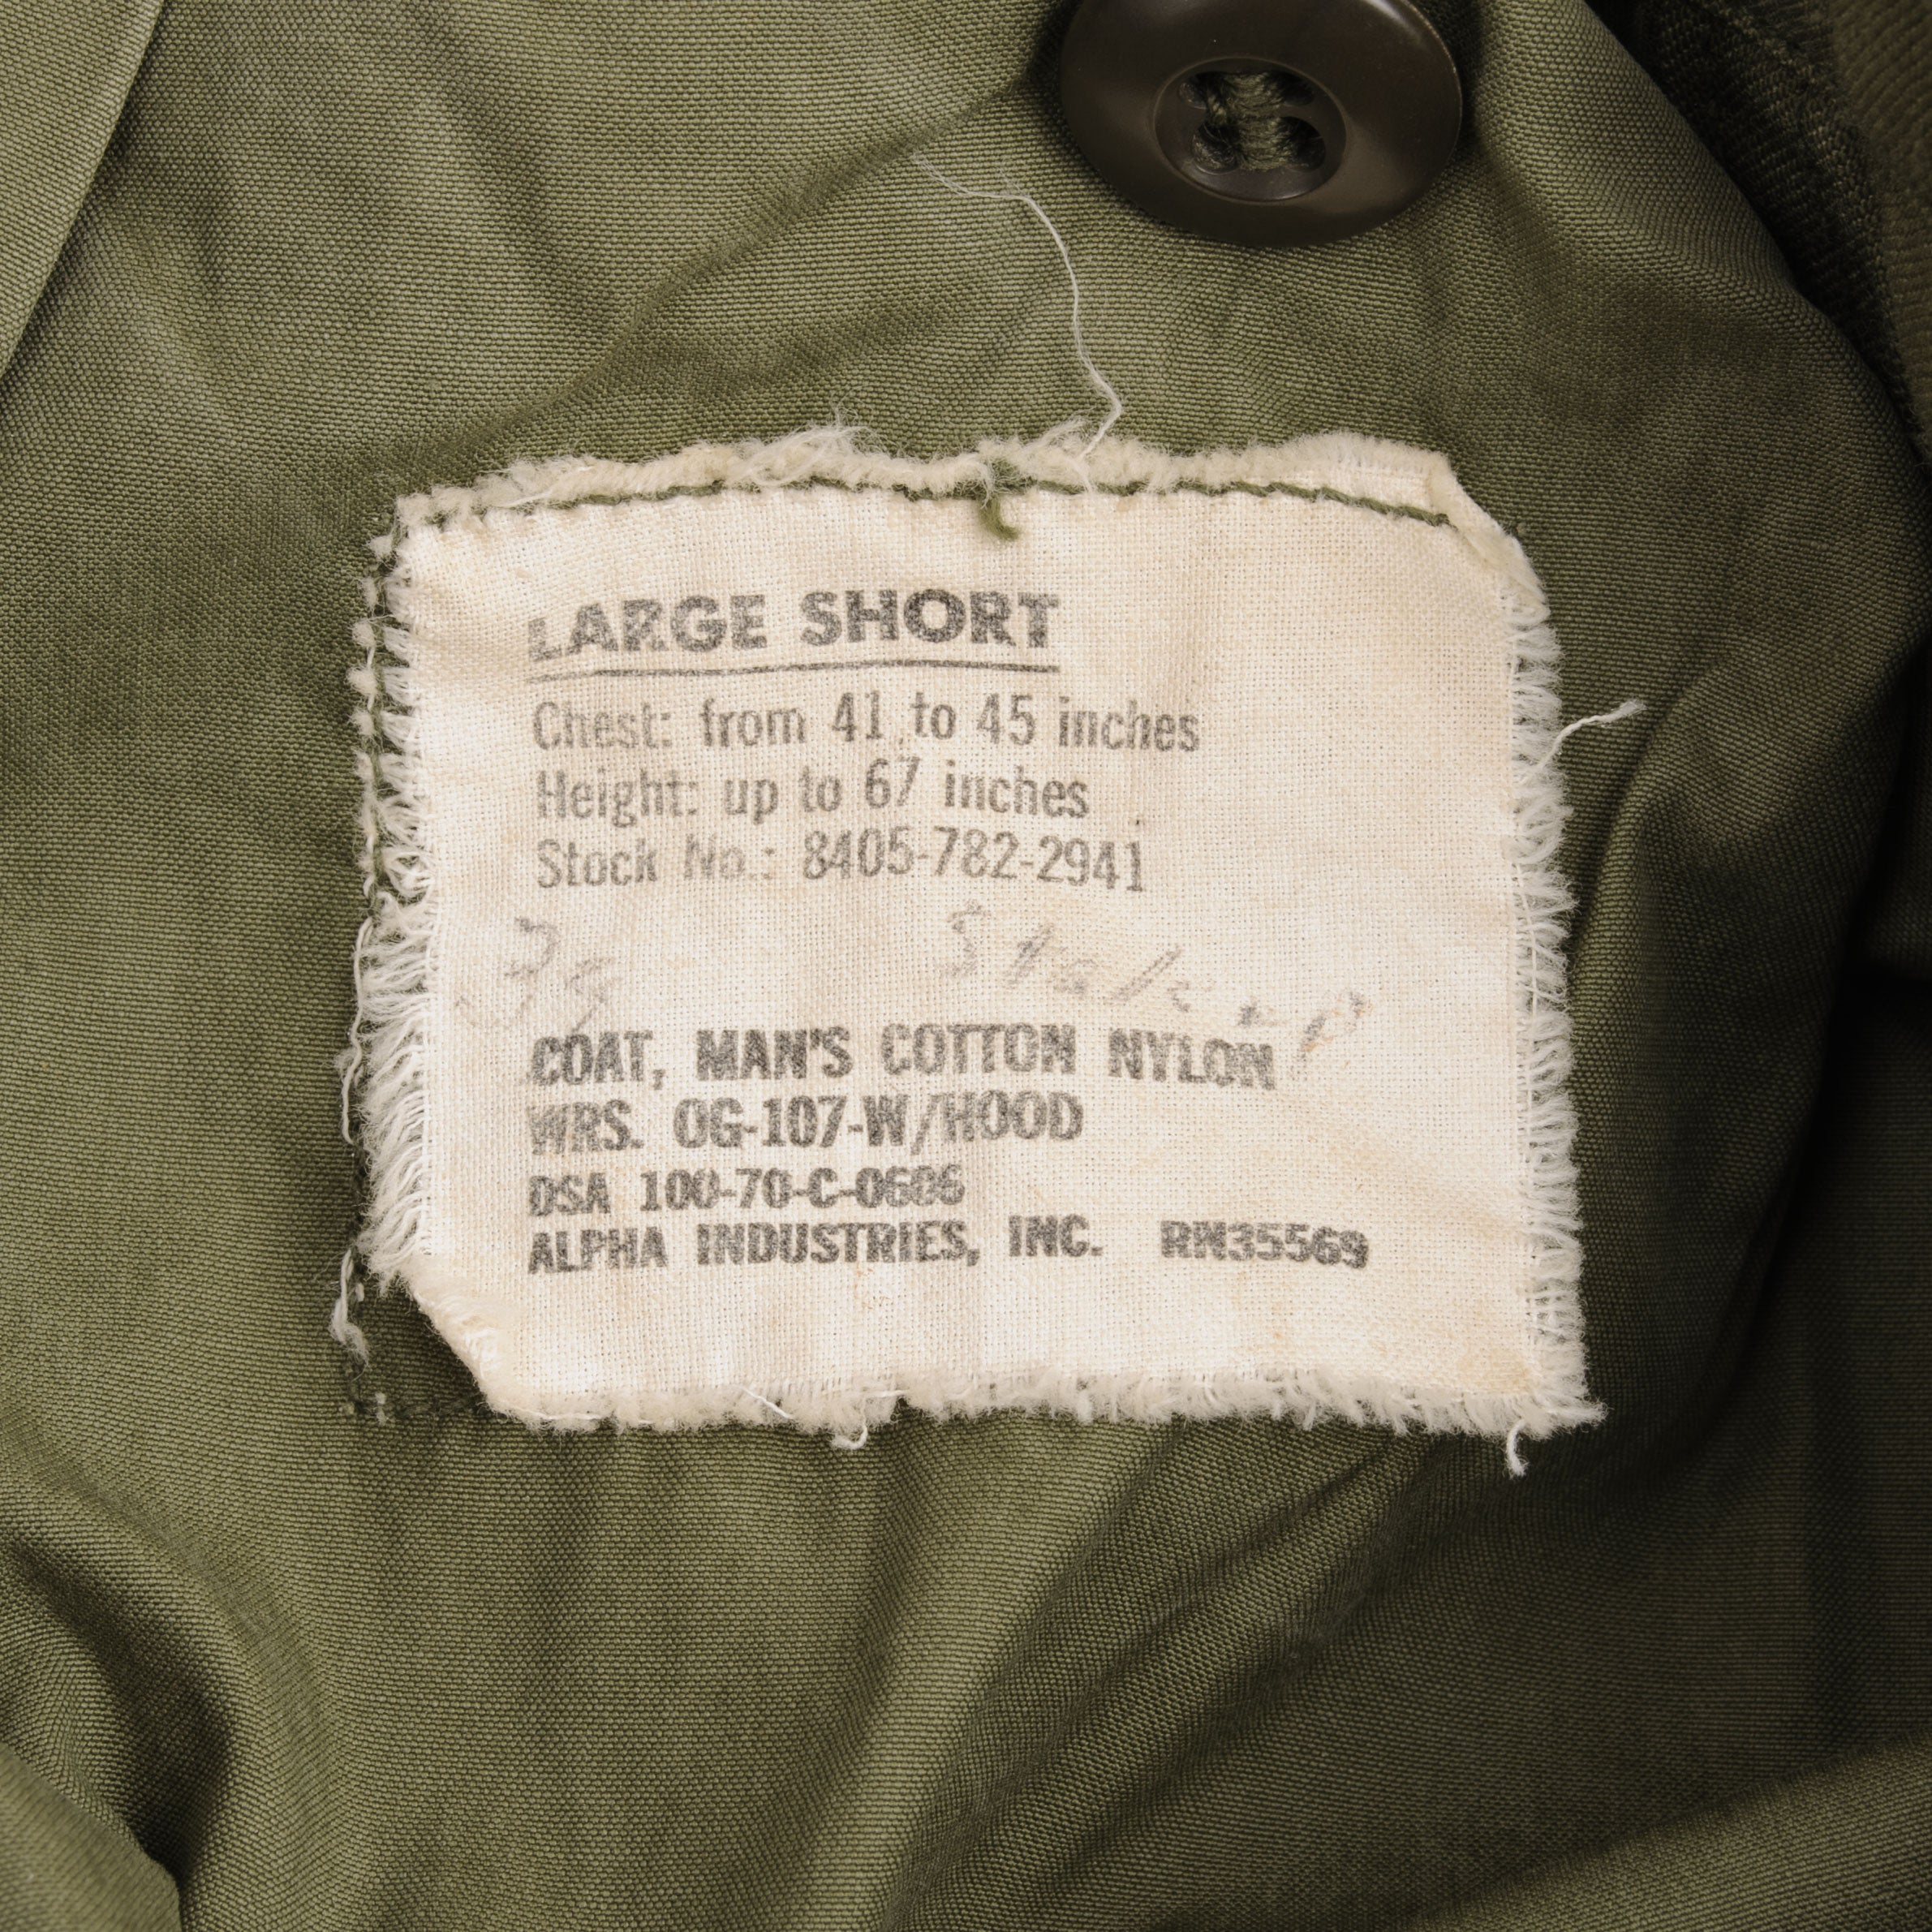 LARGE SHORT
Chest: from 41 to 45 inches
Height: up to 67 inches
Stock No.: 8405-782-2941
COAT, MAN'S COTTON NYLON
WRS. OG-107-W/HOOD
DSA 100-70-C-0606
ALPHA INDUSTRIES, INC. RN35569